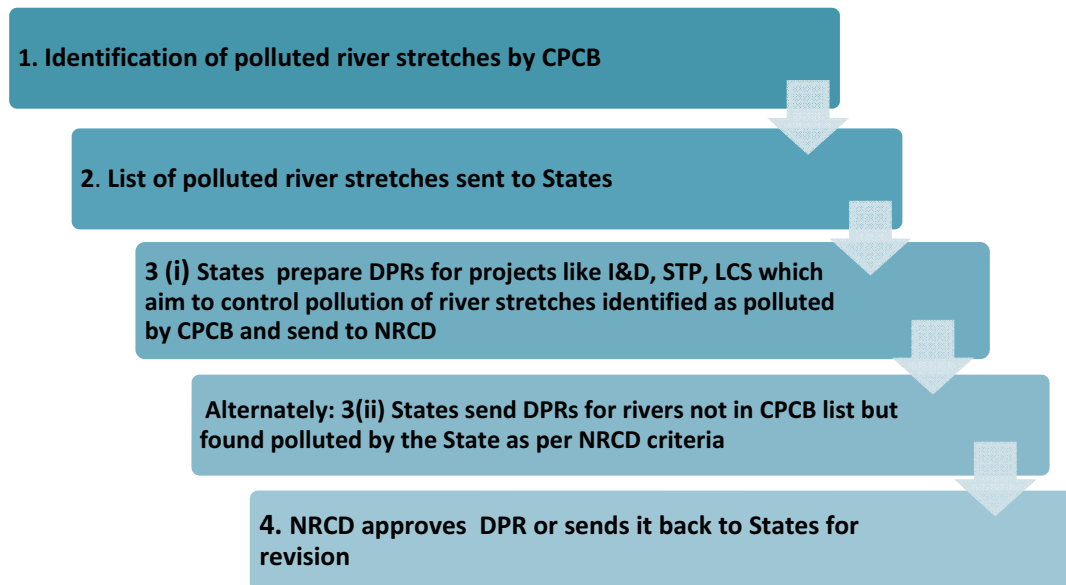 1. Identification of polluted river stretches by CPCB
2. List of polluted river stretches sent to States
3 (i) States prepare DPRs for projects like I&D, STP, LCS which
aim to control pollution of river stretches identified as polluted
by CPCB and send to NRCD
Alternately: 3(ii) States send DPRs for rivers not in CPCB list but
found polluted by the State as per NRCD criteria
4. NRCD approves DPR or sends it back to States for
revision